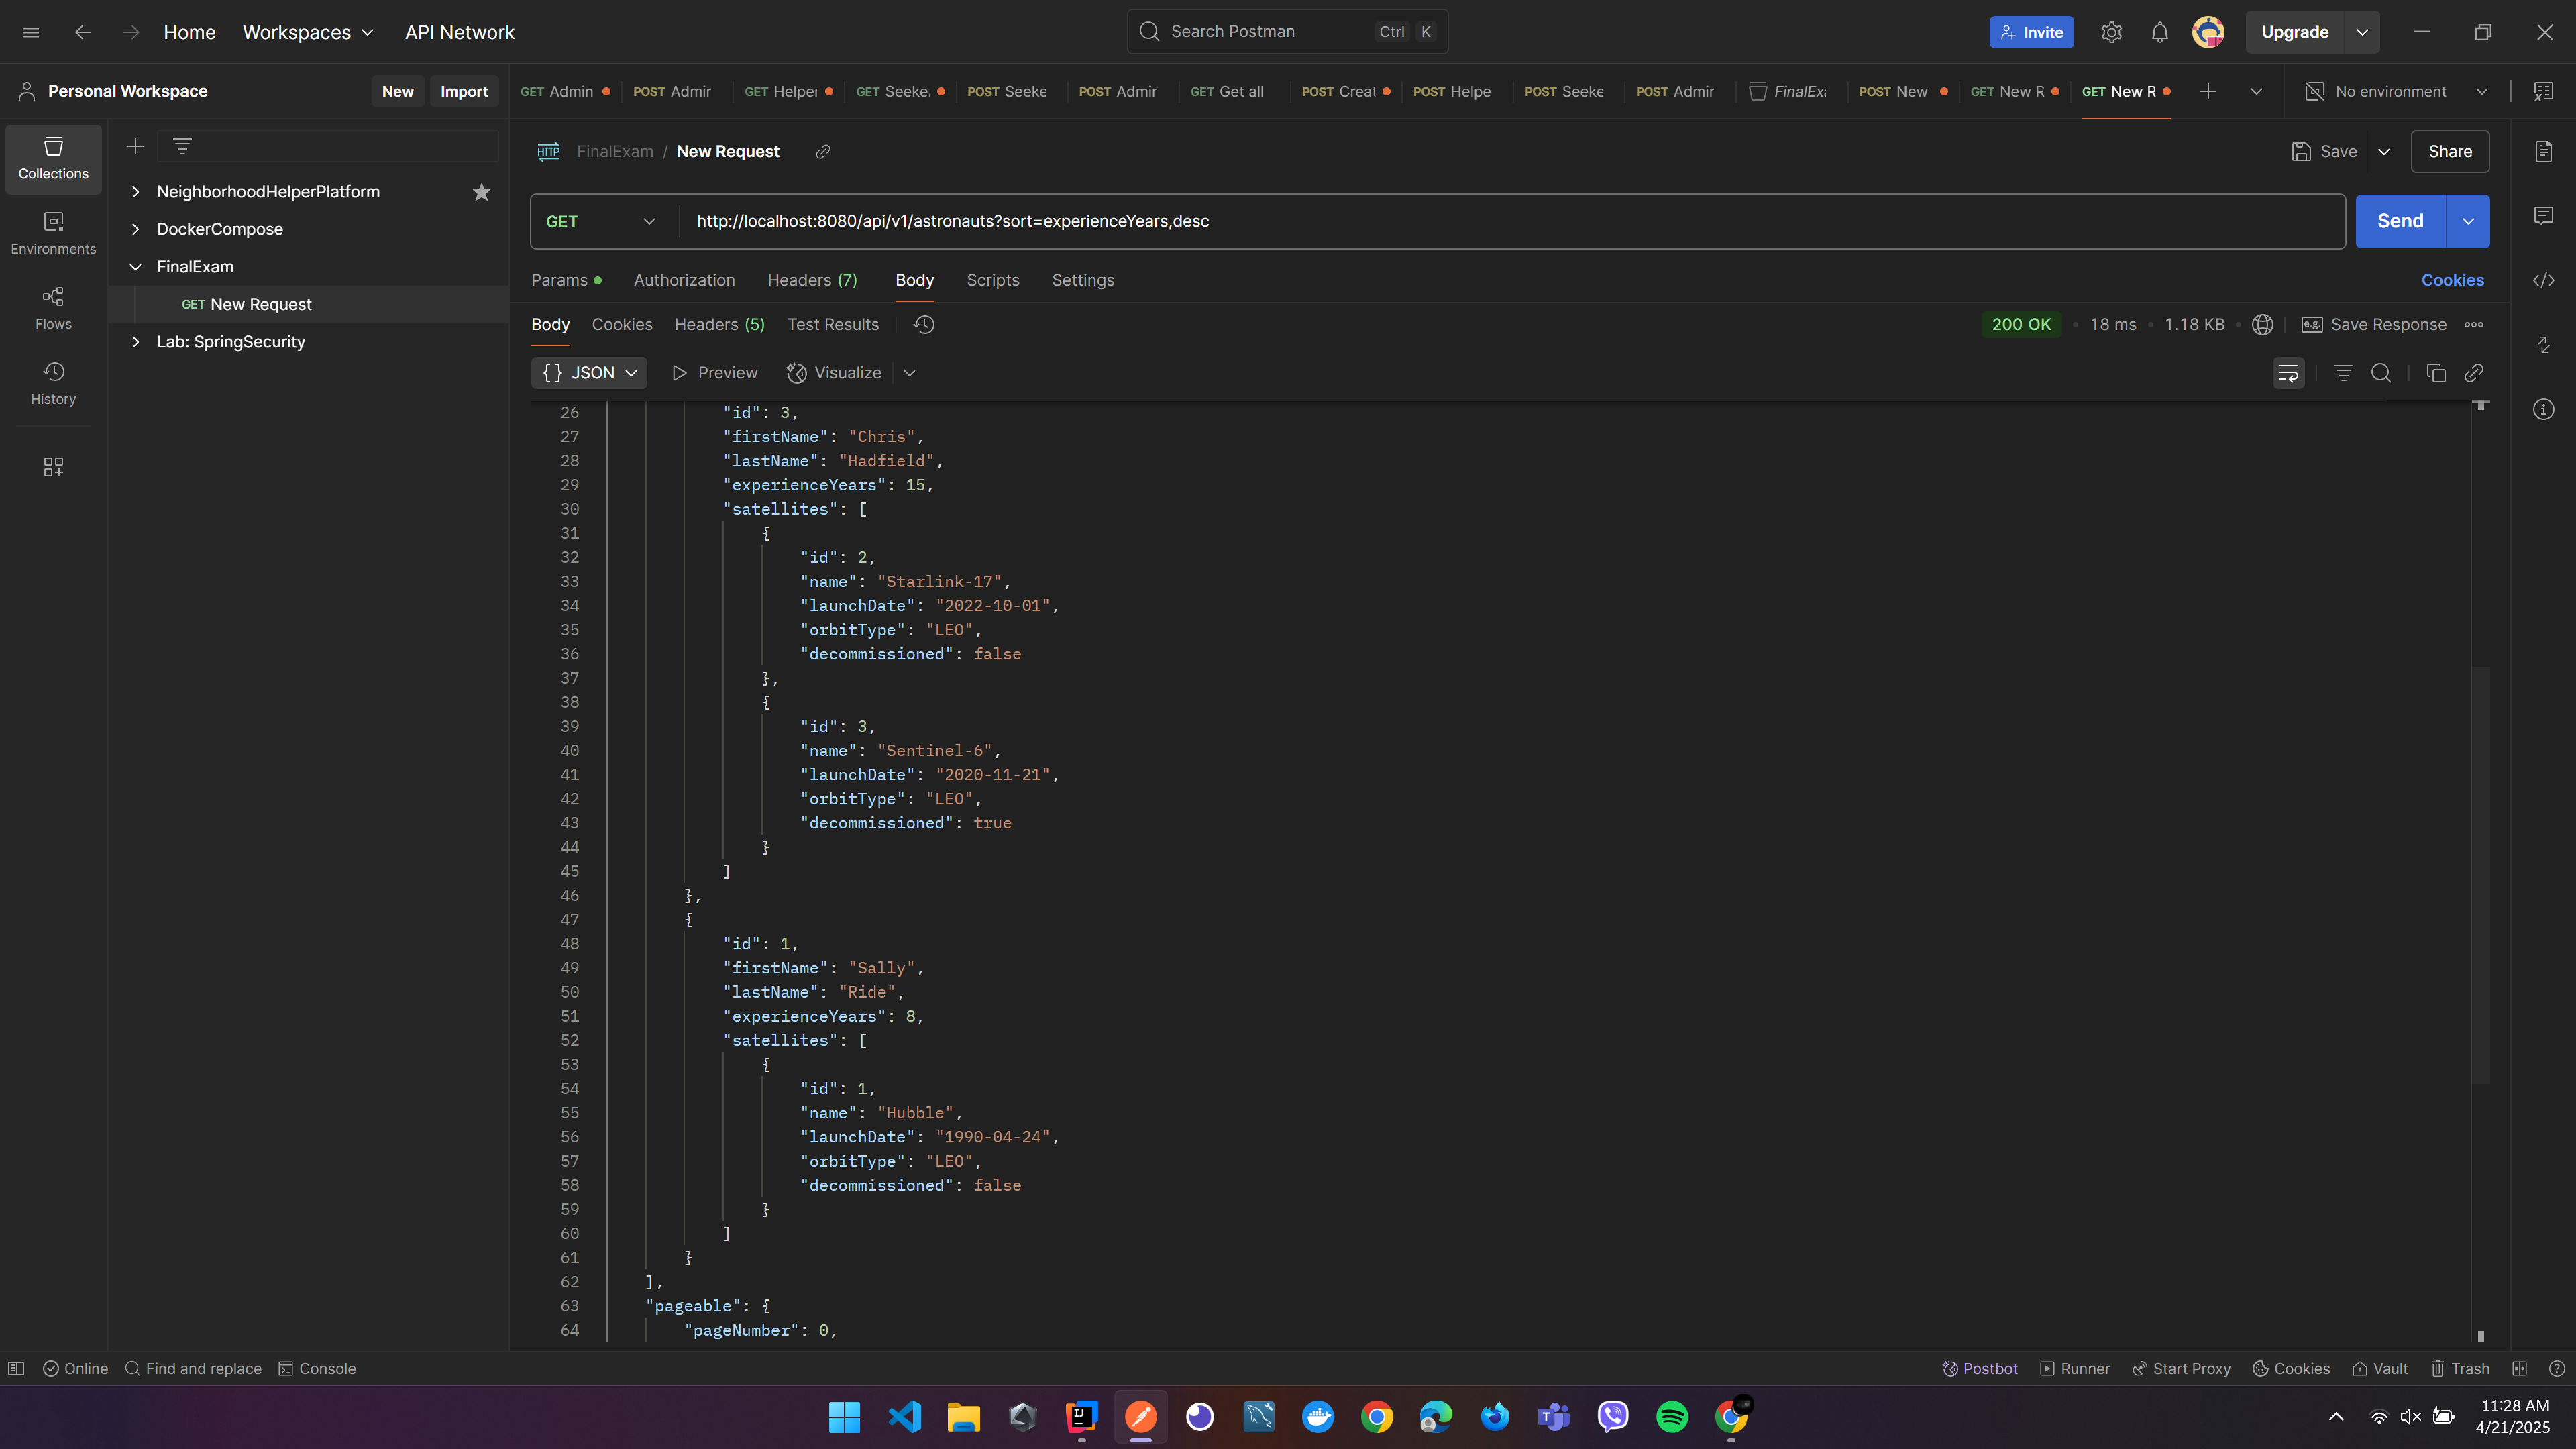 Home Workspaces API Network
Search Postman Ctrl K
Invite Upgrade
Personal Workspace New Import
GET Admin POST Admir GET Helper GET Seeke. POST Seeke POST Admir GET Get all POST Creat POST Helpe POST Seeke POST Admir FinalExa POST New GET New R GET New R No environment
Collections
Environments
Flows
History
NeighborhoodHelperPlatform
DockerCompose
FinalExam
GET New Request
Lab: SpringSecurity
HTTP FinalExam / New Request Save Share
GET http://localhost:8080/api/v1/astronauts?sort=experienceYears,desc Send
Params Authorization Headers (7) Body Scripts Settings Cookies
Body Cookies Headers (5) Test Results 200 OK 18 ms 1.18 KB e.g. Save Response
{} JSON Preview Visualize
26 "id": 3,
27 "firstName": "Chris",
28 "lastName": "Hadfield",
29 "experienceYears": 15,
30 "satellites": [
31 {
32 "id": 2,
33 "name": "Starlink-17",
34 "launchDate": "2022-10-01",
35 "orbitType": "LEO",
36 "decommissioned": false
37 },
38 {
39 "id": 3,
40 "name": "Sentinel-6",
41 "launchDate": "2020-11-21",
42 "orbitType": "LEO",
43 "decommissioned": true
44 }
45 ]
46 },
47 {
48 "id": 1,
49 "firstName": "Sally",
50 "lastName": "Ride",
51 "experienceYears": 8,
52 "satellites": [
53 {
54 "id": 1,
55 "name": "Hubble",
56 "launchDate": "1990-04-24",
57 "orbitType": "LEO",
58 "decommissioned": false
59 }
60 ]
61 }
62 ],
63 "pageable": {
64 "pageNumber": 0,
Online Find and replace Console Postbot Runner Start Proxy Cookies Vault Trash
11:28 AM
4/21/2025